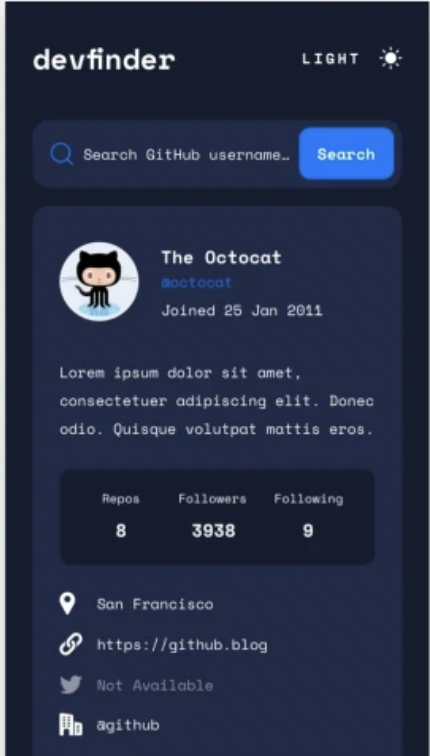 devfinder
LIGHT
Search GitHub username…
Search
The Octocat
@octocat
Joined 25 Jan 2011
Lorem ipsum dolor sit amet,
consectetuer adipiscing elit. Donec
odio. Quisque volutpat mattis eros.
Repos Followers Following
8 3938 9
San Francisco
https://github.blog
Not Available
@github